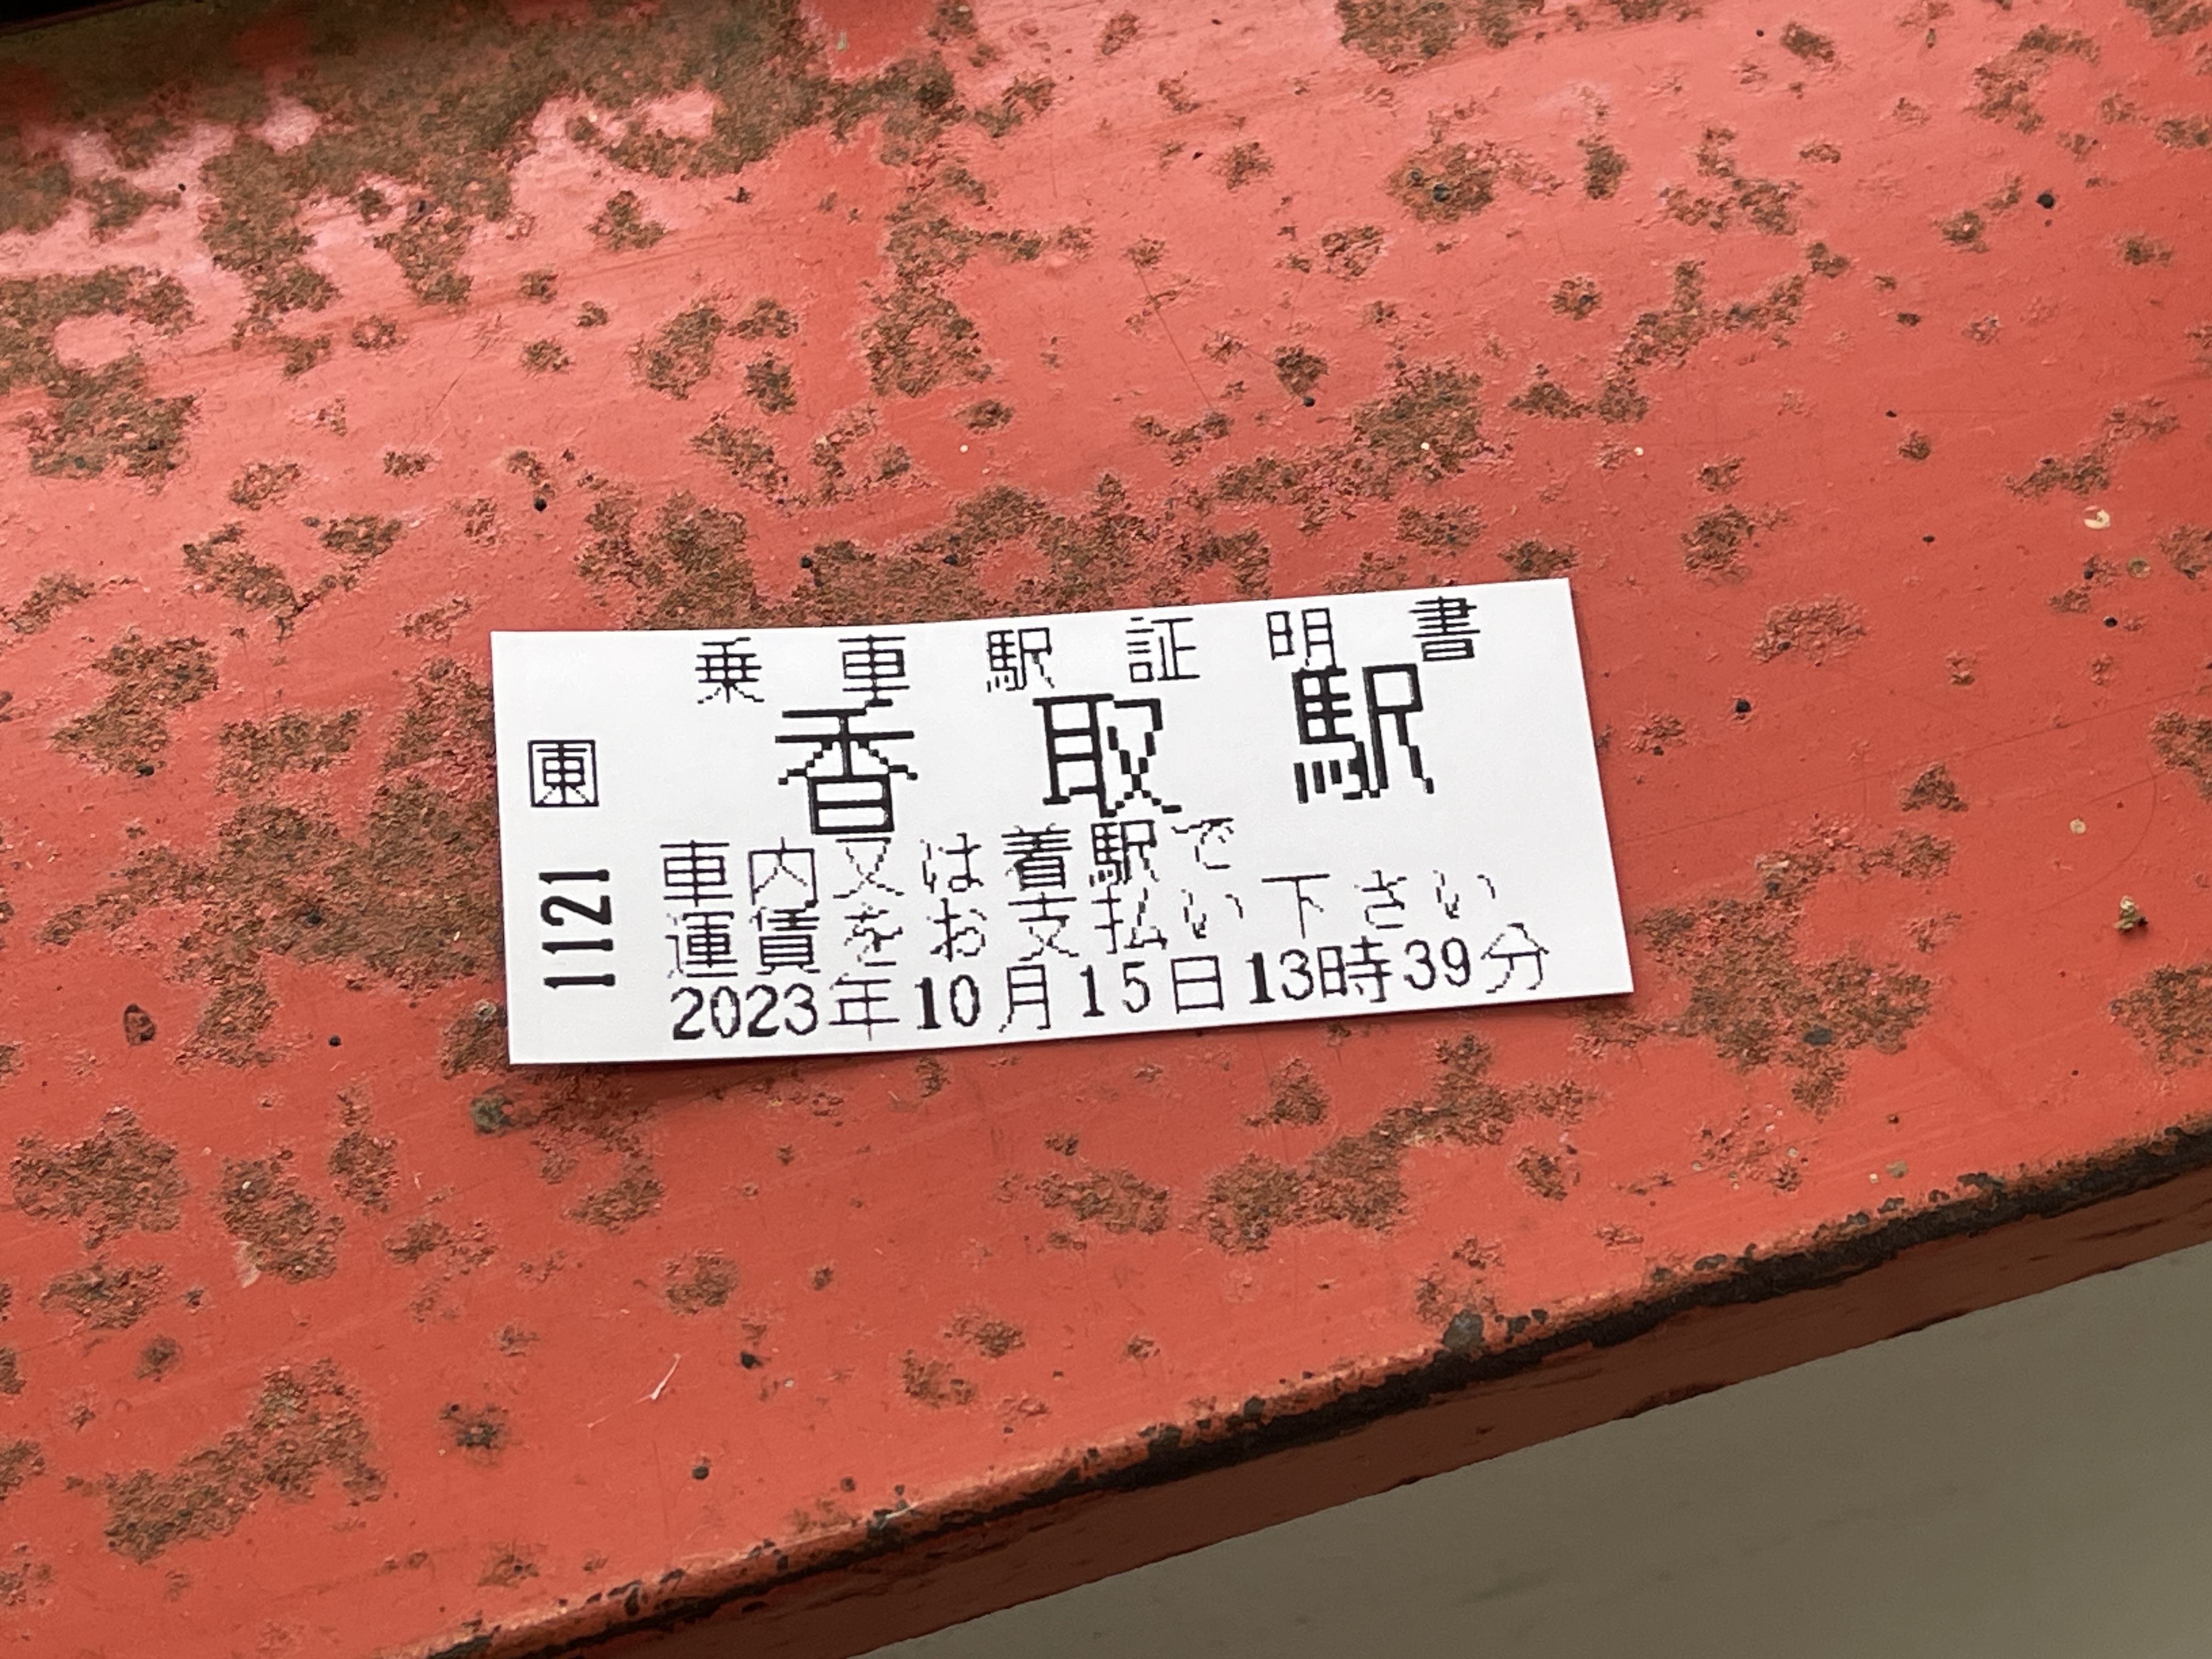 乗車駅証明書
香取駅
東
1121
車内又は着駅で
運賃をお支払い下さい
2023年10月15日13時39分